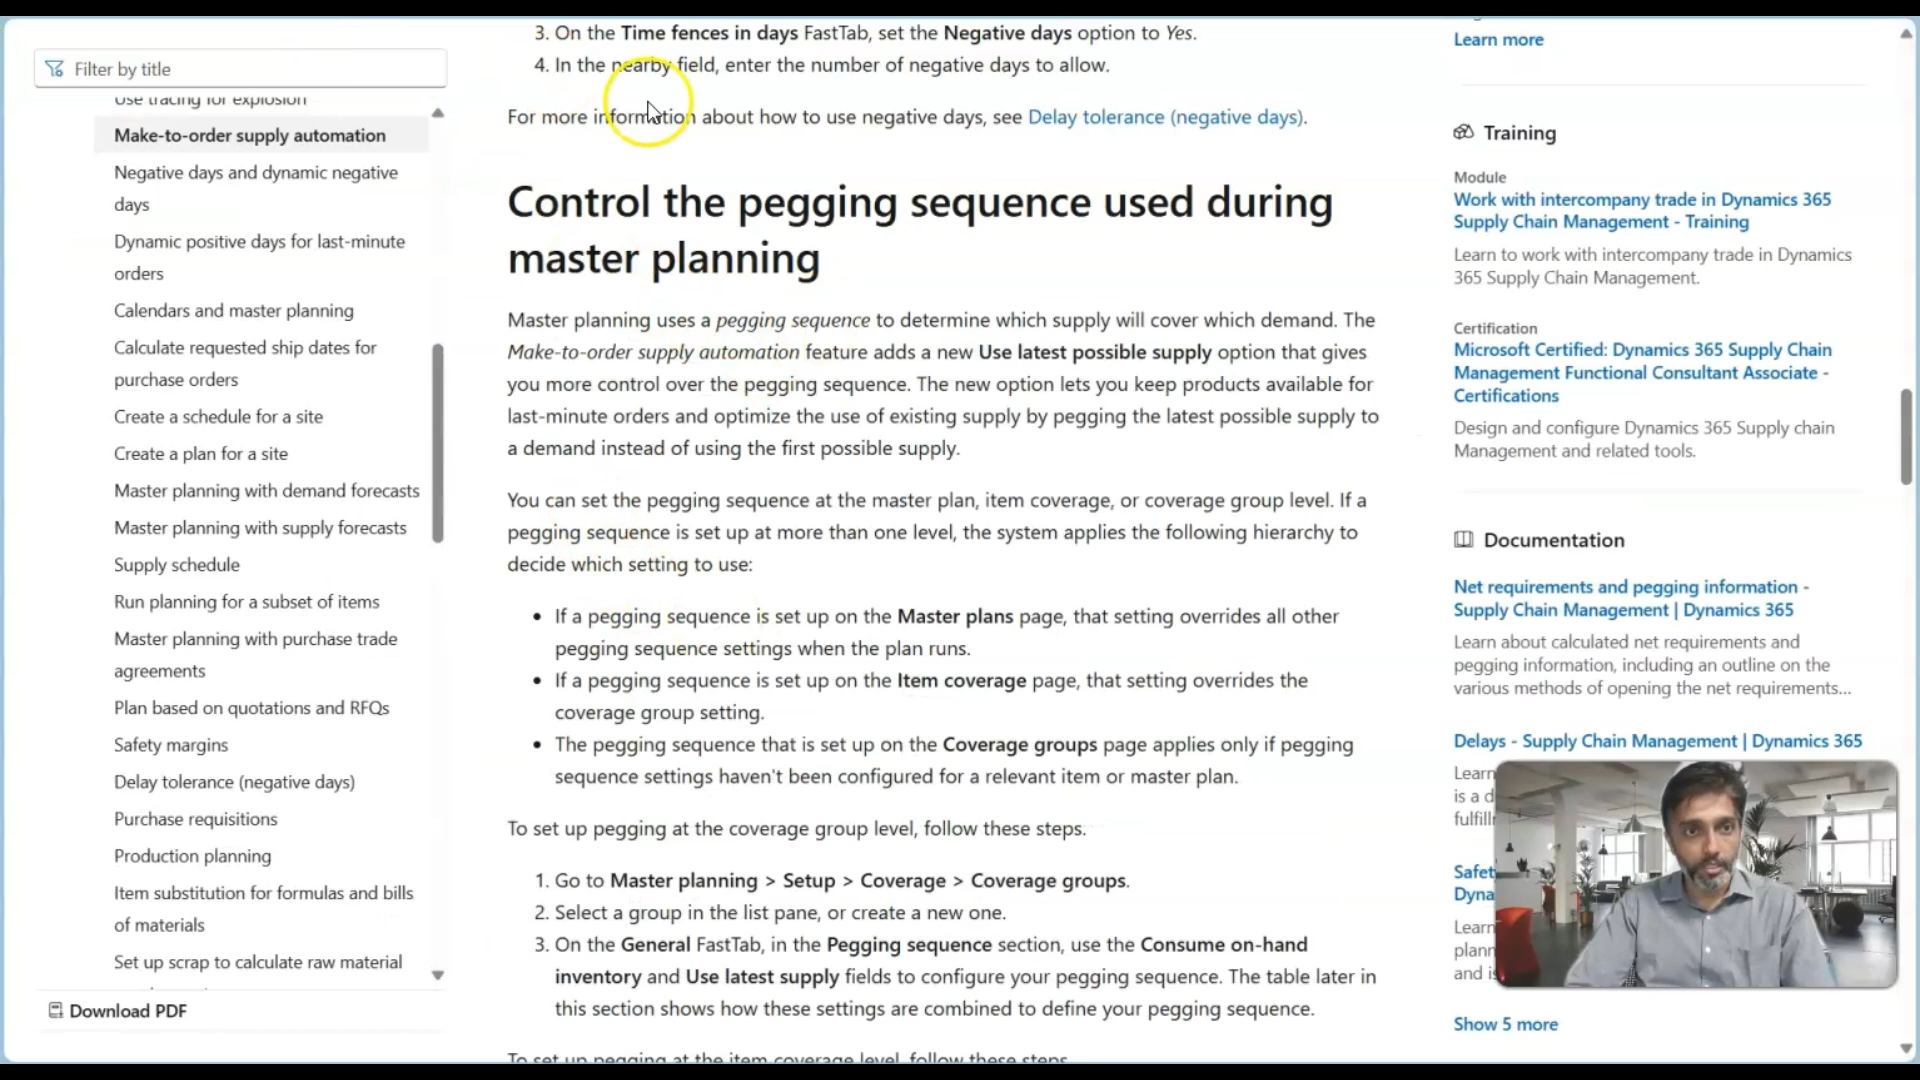 Filter by title
Use tracing for explosion
Make-to-order supply automation
Negative days and dynamic negative
days
Dynamic positive days for last-minute
orders
Calendars and master planning
Calculate requested ship dates for
purchase orders
Create a schedule for a site
Create a plan for a site
Master planning with demand forecasts
Master planning with supply forecasts
Supply schedule
Run planning for a subset of items
Master planning with purchase trade
agreements
Plan based on quotations and RFQs
Safety margins
Delay tolerance (negative days)
Purchase requisitions
Production planning
Item substitution for formulas and bills
of materials
Set up scrap to calculate raw material
Download PDF
3. On the Time fences in days FastTab, set the Negative days option to Yes.
4. In the nearby field, enter the number of negative days to allow.
For more information about how to use negative days, see Delay tolerance (negative days).
Control the pegging sequence used during
master planning
Master planning uses a pegging sequence to determine which supply will cover which demand. The
Make-to-order supply automation feature adds a new Use latest possible supply option that gives
you more control over the pegging sequence. The new option lets you keep products available for
last-minute orders and optimize the use of existing supply by pegging the latest possible supply to
a demand instead of using the first possible supply.
You can set the pegging sequence at the master plan, item coverage, or coverage group level. If a
pegging sequence is set up at more than one level, the system applies the following hierarchy to
decide which setting to use:
• If a pegging sequence is set up on the Master plans page, that setting overrides all other
pegging sequence settings when the plan runs.
• If a pegging sequence is set up on the Item coverage page, that setting overrides the
coverage group setting.
• The pegging sequence that is set up on the Coverage groups page applies only if pegging
sequence settings haven't been configured for a relevant item or master plan.
To set up pegging at the coverage group level, follow these steps.
1. Go to Master planning > Setup > Coverage > Coverage groups.
2. Select a group in the list pane, or create a new one.
3. On the General FastTab, in the Pegging sequence section, use the Consume on-hand
inventory and Use latest supply fields to configure your pegging sequence. The table later in
this section shows how these settings are combined to define your pegging sequence.
To set up pegging at the item coverage level, follow these steps.
Learn more
Training
Module
Work with intercompany trade in Dynamics 365
Supply Chain Management - Training
Learn to work with intercompany trade in Dynamics
365 Supply Chain Management.
Certification
Microsoft Certified: Dynamics 365 Supply Chain
Management Functional Consultant Associate -
Certifications
Design and configure Dynamics 365 Supply chain
Management and related tools.
Documentation
Net requirements and pegging information -
Supply Chain Management | Dynamics 365
Learn about calculated net requirements and
pegging information, including an outline on the
various methods of opening the net requirements...
Delays - Supply Chain Management | Dynamics 365
Learn
is a d
fulfill
Safet
Dyna
Learn
plann
and is
Show 5 more